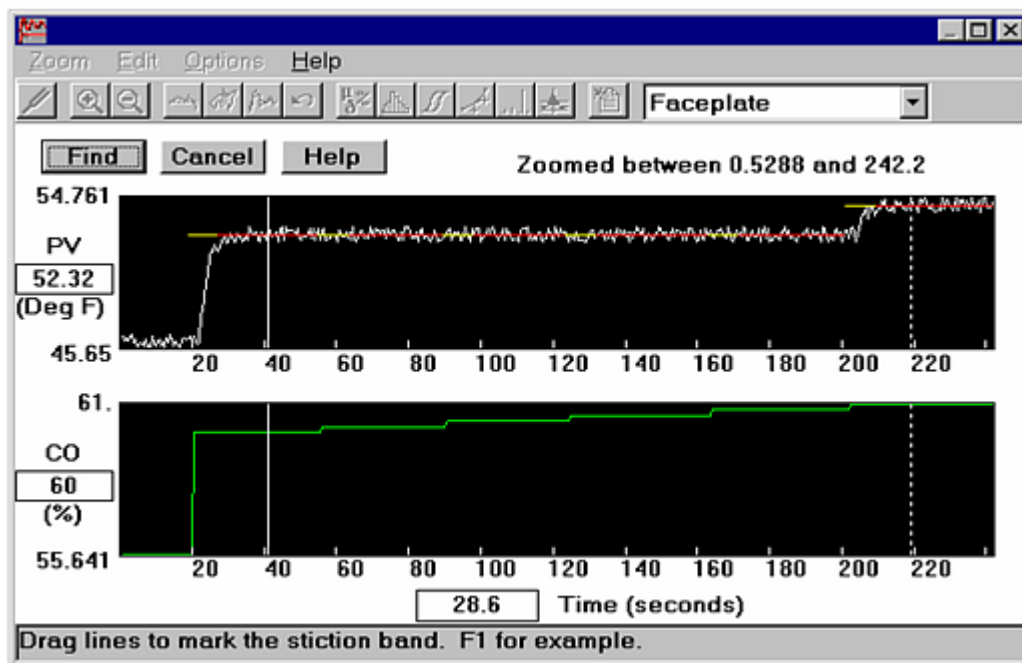 Zoom Edit Options Help
Faceplate
Find Cancel Help Zoomed between 0.5288 and 242.2
54.761
PV
52.32
(Deg F)
45.65
20 40 60 80 100 120 140 160 180 200 220
61.
CO
60
(%)
55.641
20 40 60 80 100 120 140 160 180 200 220
28.6 Time (seconds)
Drag lines to mark the stiction band. F1 for example.